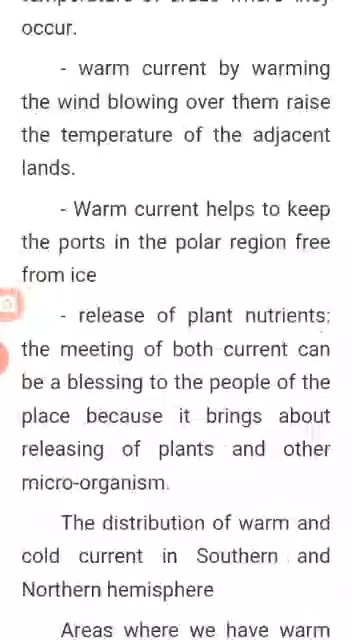 occur.
- warm current by warming
the wind blowing over them raise
the temperature of the adjacent
lands.
- Warm current helps to keep
the ports in the polar region free
from ice
- release of plant nutrients;
the meeting of both current can
be a blessing to the people of the
place because it brings about
releasing of plants and other
micro-organism.
The distribution of warm and
cold current in Southern and
Northern hemisphere
Areas where we have warm